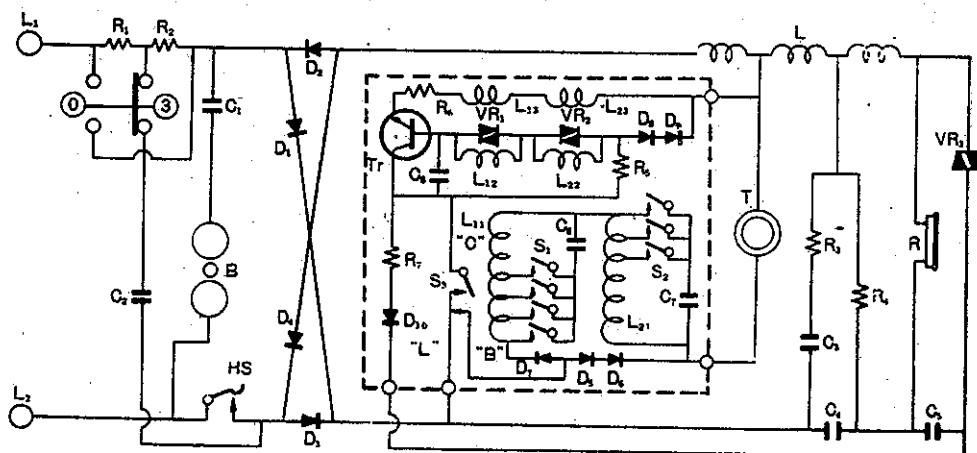 L1 R1 R2 L
D2
0 3 C1 R6 L13 L23
VR1 VR2 D8 D9
D1 Tr VR3
C6 L12 L22 R5
L11 T
"C" C8 R3 R
B S1
C2 R7 S3 S2 R4
C7
D4 D10 L21
"L" "B" C3
HS D7 D5 D6
L2
D3 C4 C5